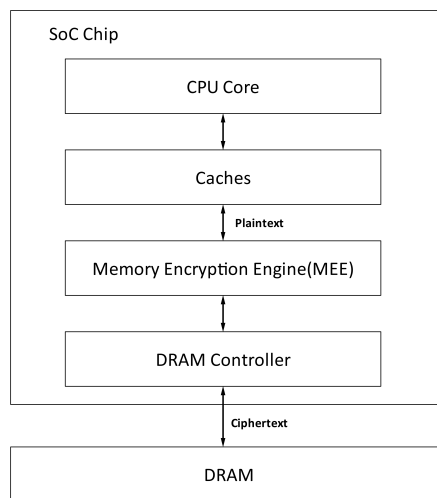 SoC Chip
CPU Core
Caches
Plaintext
Memory Encryption Engine(MEE)
DRAM Controller
Ciphertext
DRAM